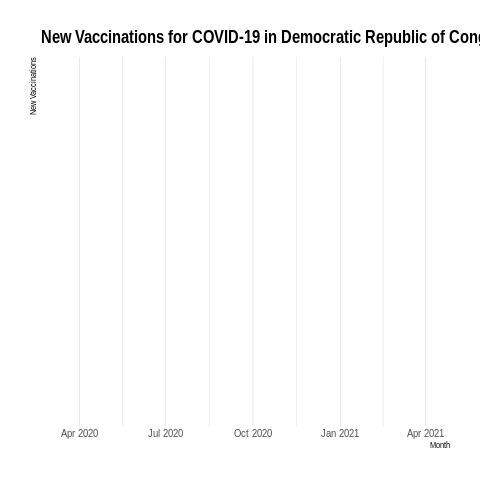 New Vaccinations for COVID-19 in Democratic Republic of Con
New Vaccinations
Apr 2020 Jul 2020 Oct 2020 Jan 2021 Apr 2021
Month